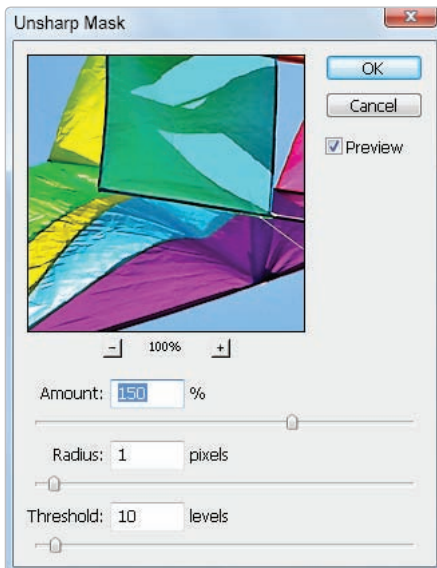 Unsharp Mask
OK
Cancel
Preview
- 100% +
Amount: 150 %
Radius: 1 pixels
Threshold: 10 levels